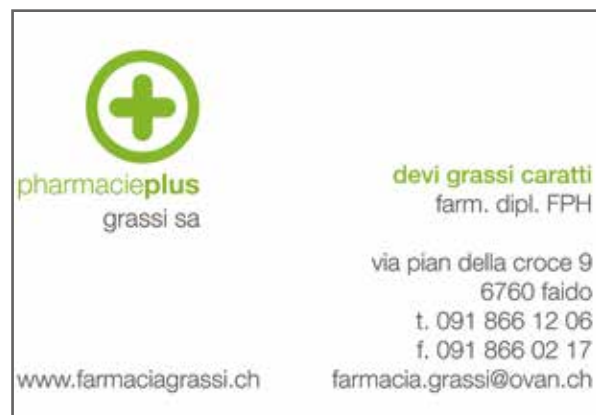 pharmacieplus
grassi sa
devi grassi caratti
farm. dipl. FPH
via pian della croce 9
6760 faido
t. 091 866 12 06
f. 091 866 02 17
www.farmaciagrassi.ch
farmacia.grassi@ovan.ch